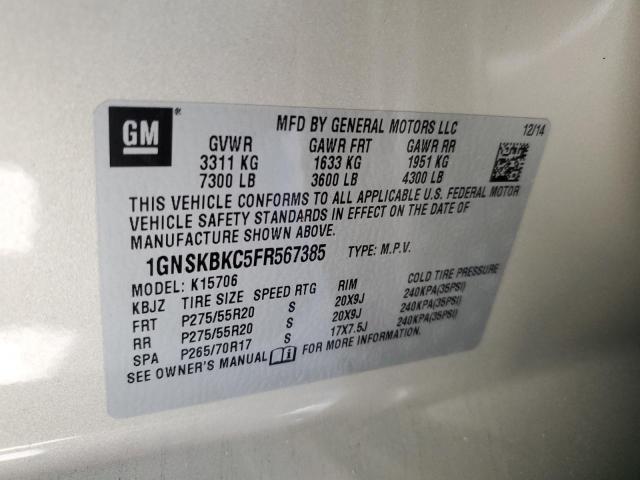 GM
MFD BY GENERAL MOTORS LLC 12/14
GVWR GAWR FRT GAWR RR
3311 KG 1633 KG 1951 KG
7300 LB 3600 LB 4300 LB
THIS VEHICLE CONFORMS TO ALL APPLICABLE U.S. FEDERAL MOTOR
VEHICLE SAFETY STANDARDS IN EFFECT ON THE DATE OF
MANUFACTURE SHOWN ABOVE.
1GNSKBKC5FR567385 TYPE: M.P.V.
MODEL: K15706
KBJZ TIRE SIZE SPEED RTG RIM COLD TIRE PRESSURE
FRT P275/55R20 S 20X9J 240KPA(35PSI)
RR P275/55R20 S 20X9J 240KPA(35PSI)
SPA P265/70R17 S 17X7.5J 240KPA(35PSI)
SEE OWNER'S MANUAL FOR MORE INFORMATION.